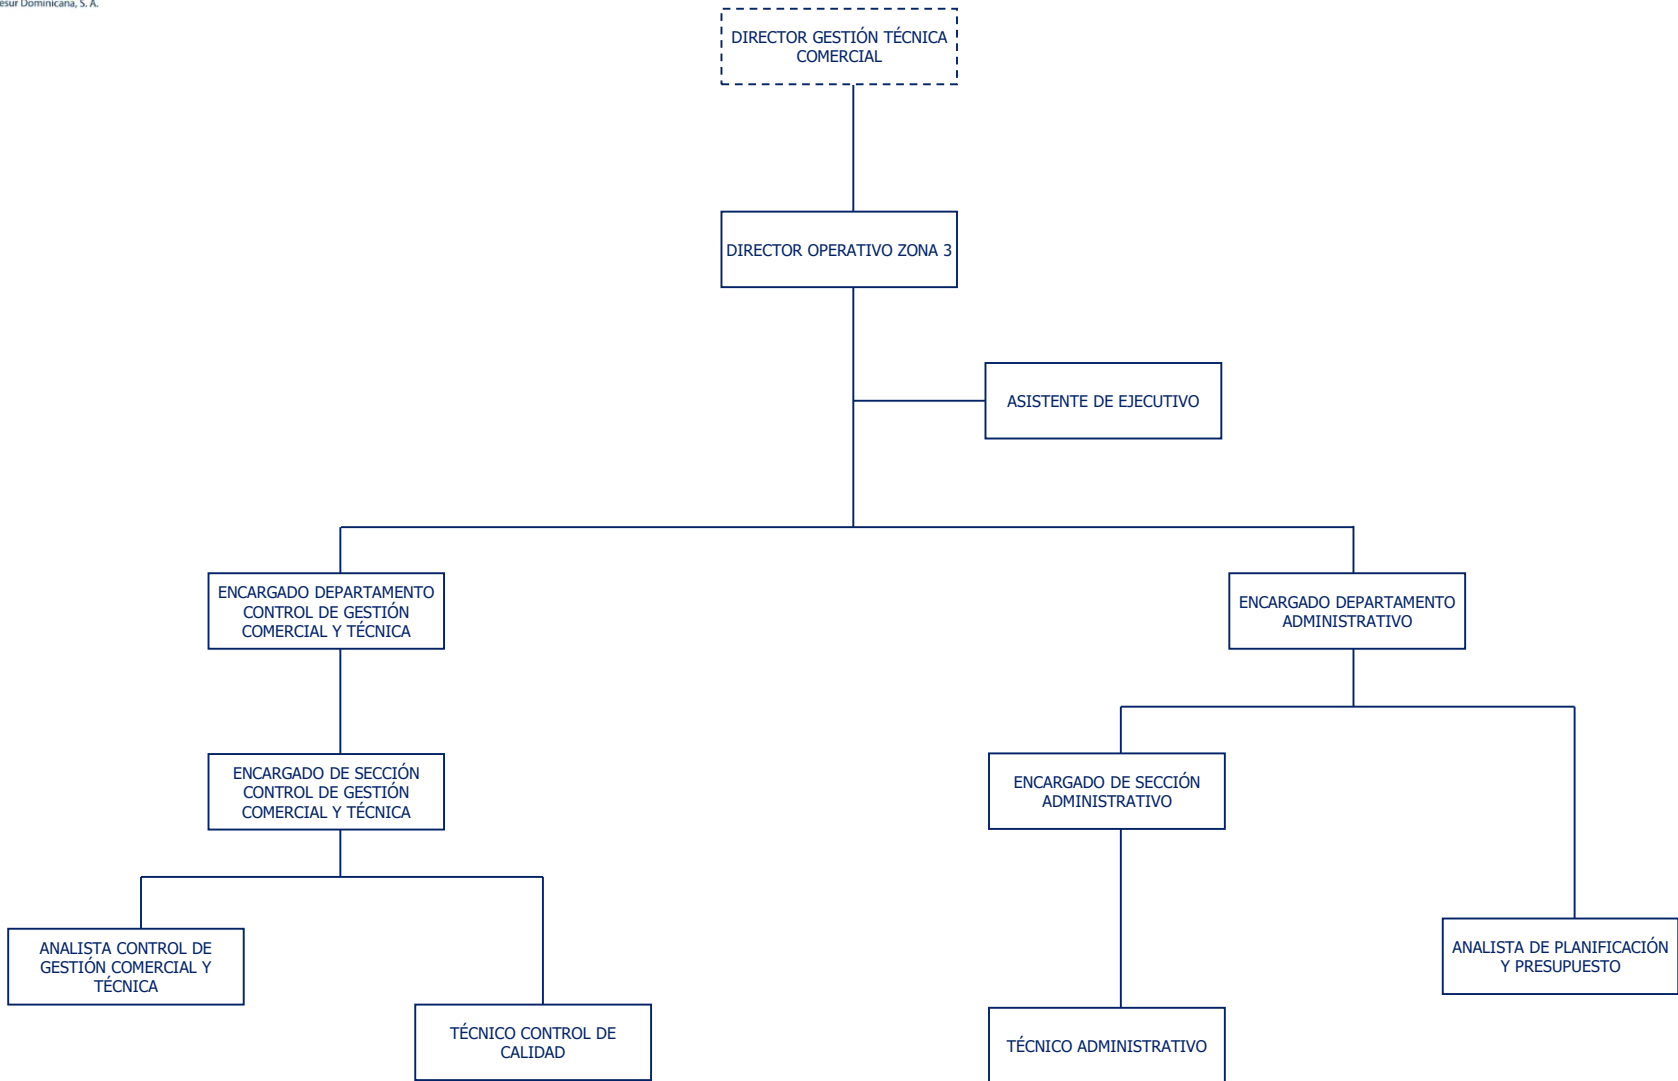 Dominicana, S. A.
DIRECTOR GESTIÓN TÉCNICA
COMERCIAL
DIRECTOR OPERATIVO ZONA 3
ASISTENTE DE EJECUTIVO
ENCARGADO DEPARTAMENTO
CONTROL DE GESTIÓN
COMERCIAL Y TÉCNICA
ENCARGADO DEPARTAMENTO
ADMINISTRATIVO
ENCARGADO DE SECCIÓN
CONTROL DE GESTIÓN
COMERCIAL Y TÉCNICA
ENCARGADO DE SECCIÓN
ADMINISTRATIVO
ANALISTA CONTROL DE
GESTIÓN COMERCIAL Y
TÉCNICA
ANALISTA DE PLANIFICACIÓN
Y PRESUPUESTO
TÉCNICO CONTROL DE
CALIDAD
TÉCNICO ADMINISTRATIVO